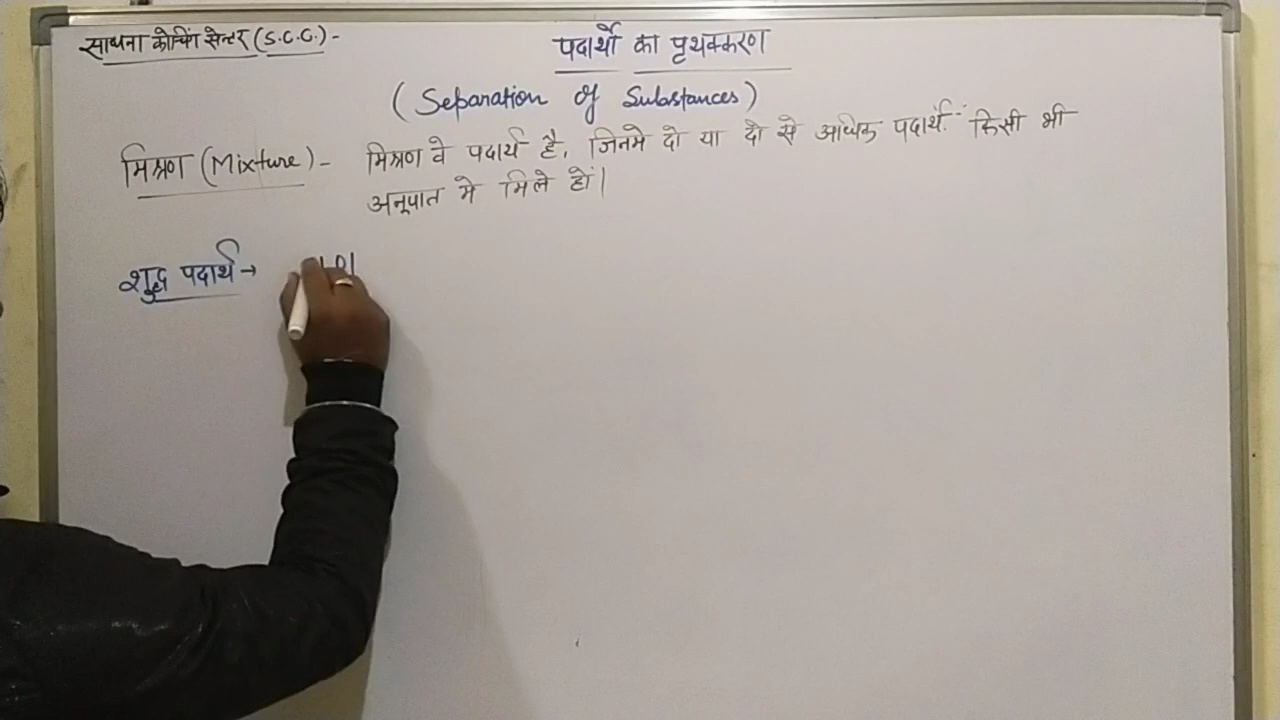 साधना कोचिंग सेन्टर (S.C.C.)-
पदार्थो का पृथक्करण
(Separation of Substances)
मिश्रण (Mixture)- मिश्रण वे पदार्थ है, जिनमे दो या दो से अधिक पदार्थ किसी भी
अनुपात मे मिले हों।
शुद्ध पदार्थ→